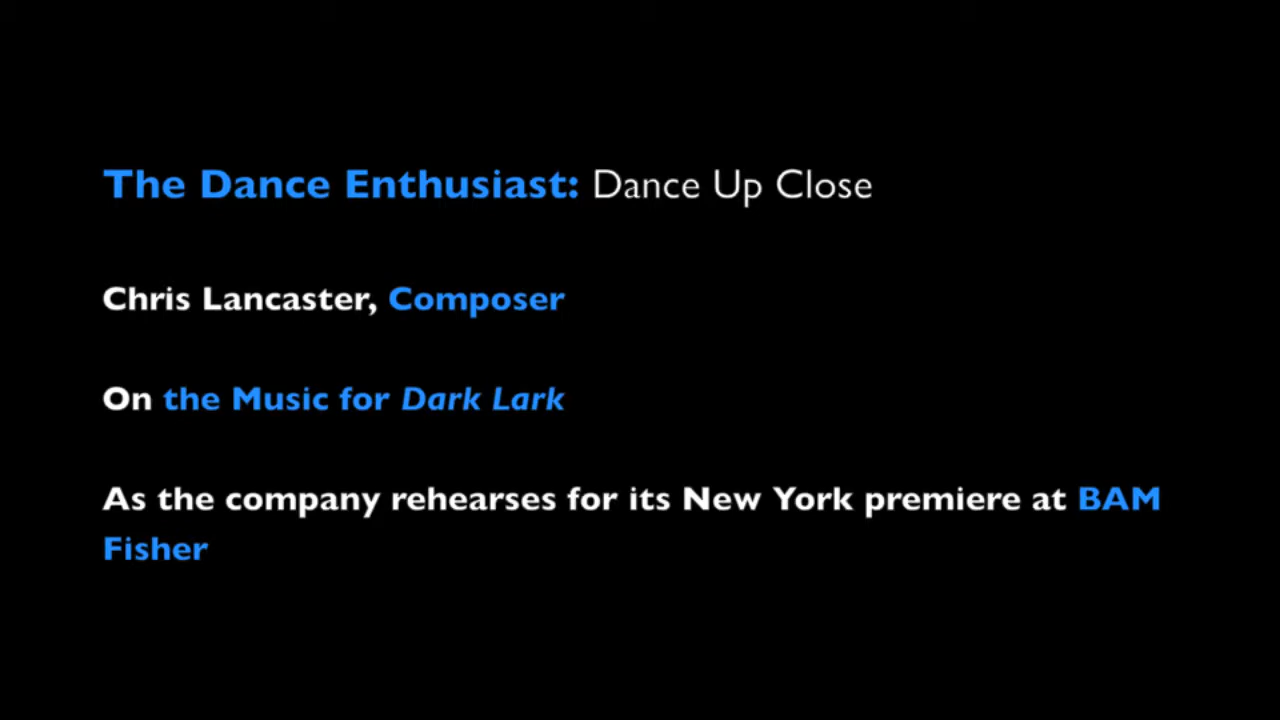 The Dance Enthusiast: Dance Up Close
Chris Lancaster, Composer
On the Music for Dark Lark
As the company rehearses for its New York premiere at BAM
Fisher